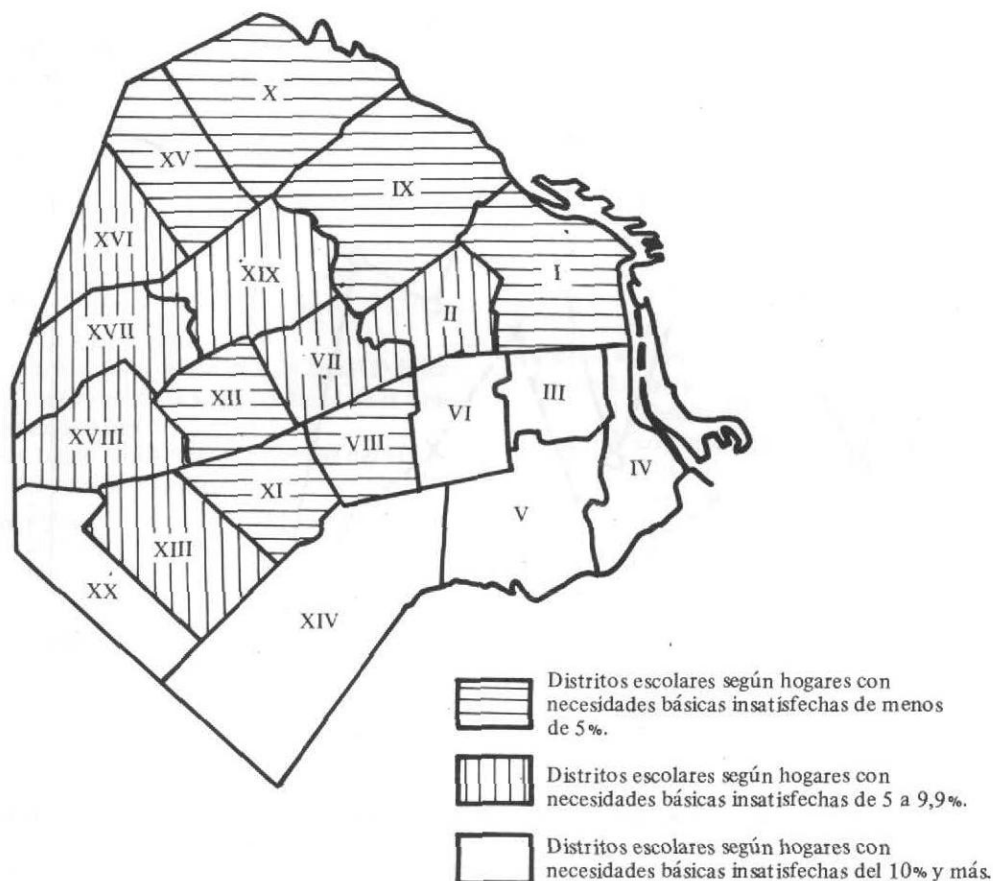 X
XV
IX
XVI
XIX
I
II
XVII
VII
XII
VI
III
XVIII
VIII
IV
XI
V
XIII
XX
XIV
Distritos escolares según hogares con
necesidades básicas insatisfechas de menos
de 5%.
Distritos escolares según hogares con
necesidades básicas insatisfechas de 5 a 9,9%.
Distritos escolares según hogares con
necesidades básicas insatisfechas del 10% y más.